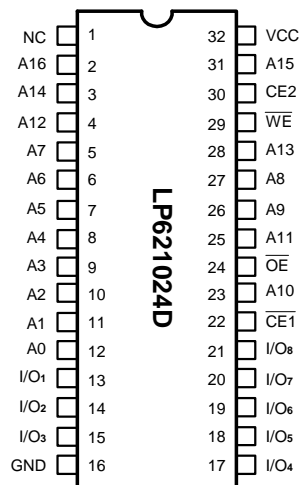 NC 1 32 VCC
A16 2 31 A15
A14 3 30 CE2
A12 4 29 W̅E̅
A7 5 28 A13
A6 6 27 A8
A5 7 26 A9
A4 8 25 A11
A3 9 24 O̅E̅
A2 10 23 A10
A1 11 22 C̅E̅1̅
A0 12 21 I/O₈
I/O₁ 13 20 I/O₇
I/O₂ 14 19 I/O₆
I/O₃ 15 18 I/O₅
GND 16 17 I/O₄
LP621024D